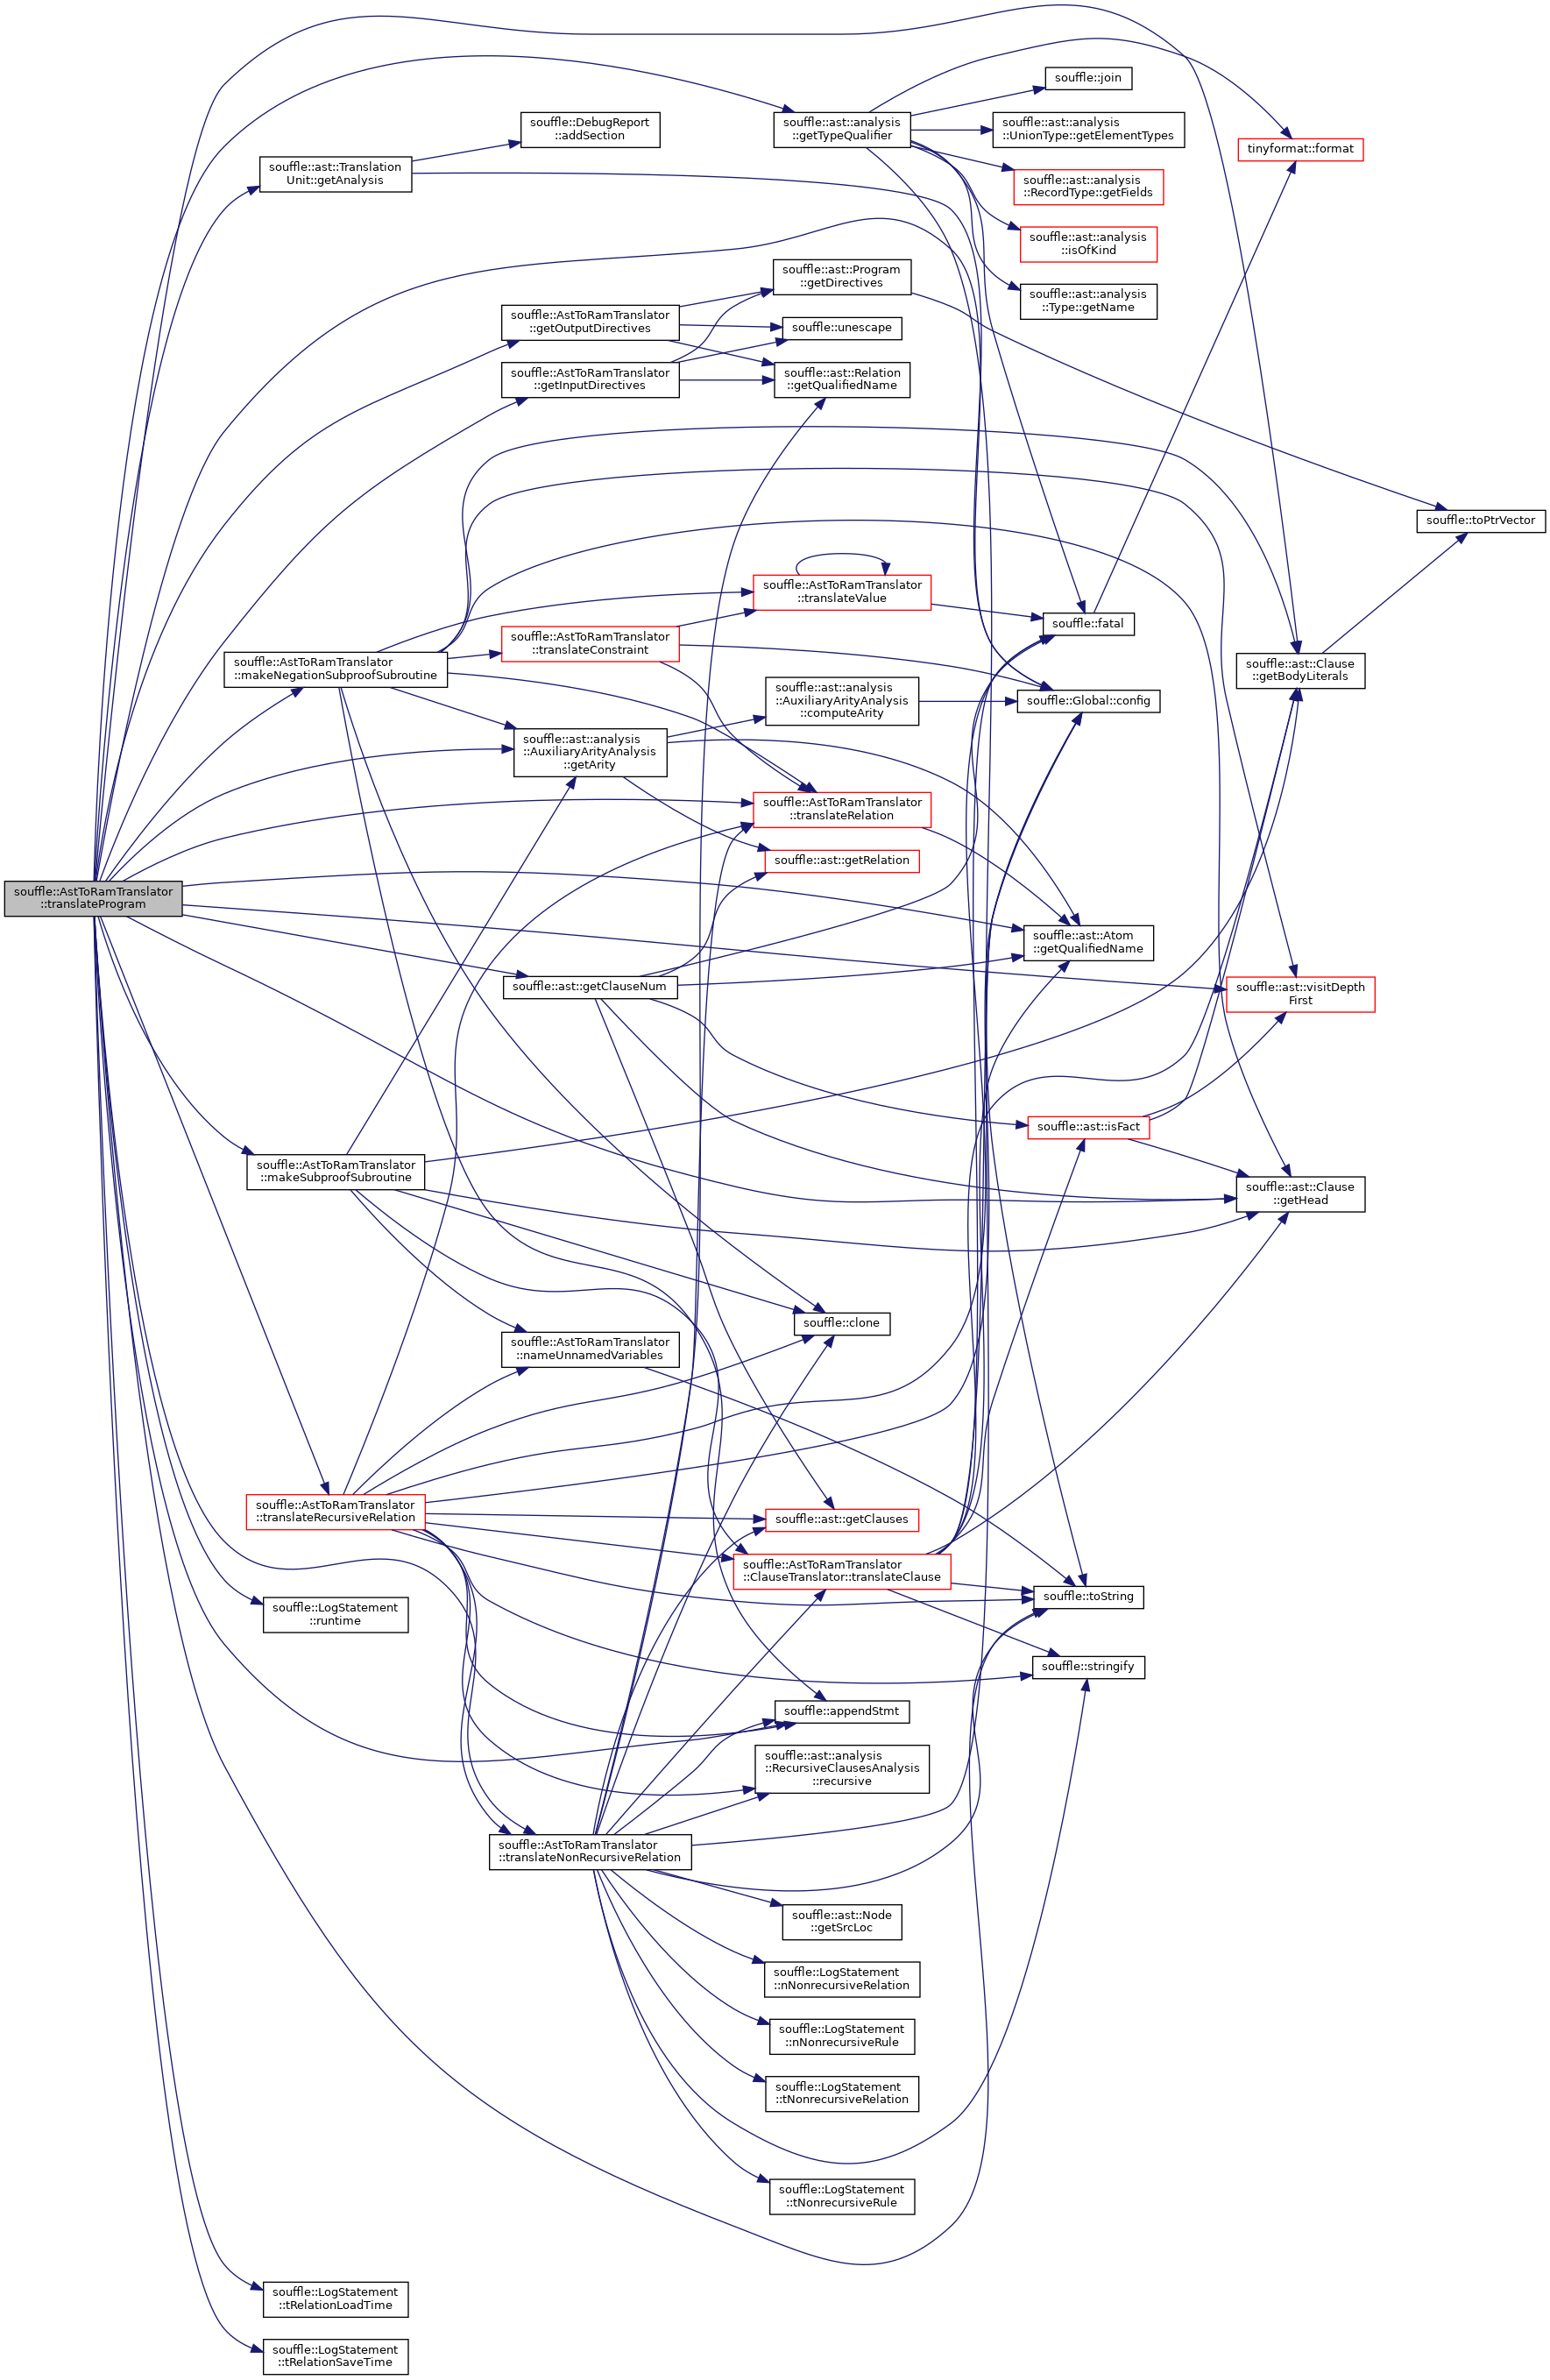 souffle::join
souffle::DebugReport
::addSection
souffle::ast::analysis
::getTypeQualifier
souffle::ast::analysis
::UnionType::getElementTypes
tinyformat::format
souffle::ast::Translation
Unit::getAnalysis
souffle::ast::analysis
::RecordType::getFields
souffle::ast::analysis
::isOfKind
souffle::ast::Program
::getDirectives
souffle::ast::analysis
::Type::getName
souffle::AstToRamTranslator
::getOutputDirectives
souffle::unescape
souffle::AstToRamTranslator
::getInputDirectives
souffle::ast::Relation
::getQualifiedName
souffle::toPtrVector
souffle::AstToRamTranslator
::translateValue
souffle::fatal
souffle::AstToRamTranslator
::translateConstraint
souffle::AstToRamTranslator
::makeNegationSubproofSubroutine
souffle::ast::Clause
::getBodyLiterals
souffle::ast::analysis
::AuxiliaryArityAnalysis
::computeArity
souffle::Global::config
souffle::ast::analysis
::AuxiliaryArityAnalysis
::getArity
souffle::AstToRamTranslator
::translateRelation
souffle::ast::getRelation
souffle::AstToRamTranslator
::translateProgram
souffle::ast::Atom
::getQualifiedName
souffle::ast::getClauseNum
souffle::ast::visitDepth
First
souffle::ast::isFact
souffle::AstToRamTranslator
::makeSubproofSubroutine
souffle::ast::Clause
::getHead
souffle::clone
souffle::AstToRamTranslator
::nameUnnamedVariables
souffle::AstToRamTranslator
::translateRecursiveRelation
souffle::ast::getClauses
souffle::AstToRamTranslator
::ClauseTranslator::translateClause
souffle::toString
souffle::LogStatement
::runtime
souffle::stringify
souffle::appendStmt
souffle::ast::analysis
::RecursiveClausesAnalysis
::recursive
souffle::AstToRamTranslator
::translateNonRecursiveRelation
souffle::ast::Node
::getSrcLoc
souffle::LogStatement
::nNonrecursiveRelation
souffle::LogStatement
::nNonrecursiveRule
souffle::LogStatement
::tNonrecursiveRelation
souffle::LogStatement
::tNonrecursiveRule
souffle::LogStatement
::tRelationLoadTime
souffle::LogStatement
::tRelationSaveTime